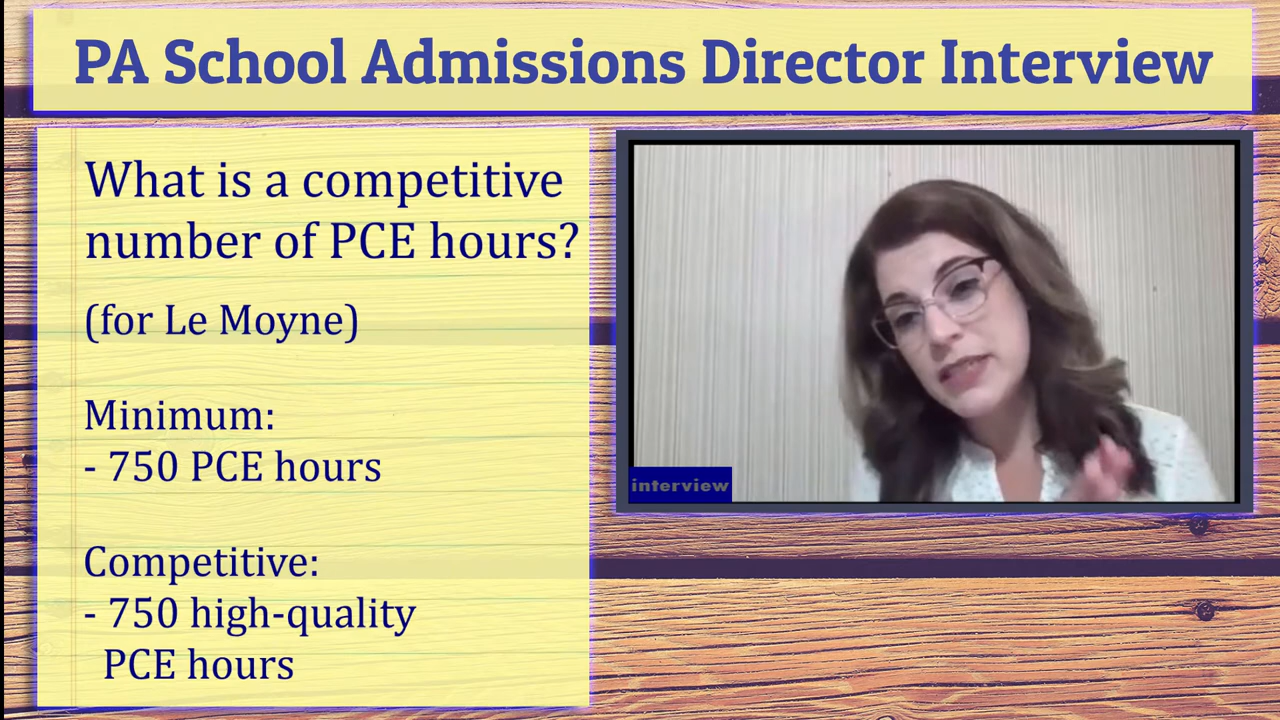 PA School Admissions Director Interview
What is a competitive
number of PCE hours?
(for Le Moyne)
Minimum:
- 750 PCE hours
Competitive:
- 750 high-quality
PCE hours
interview